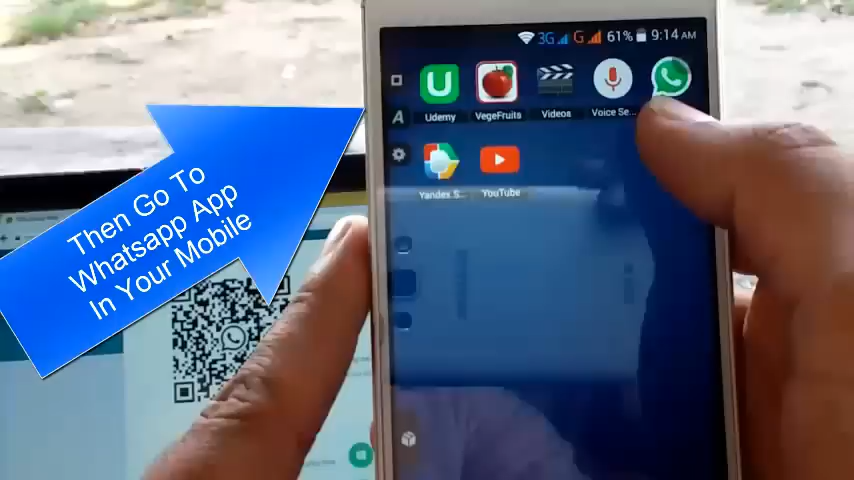 3G G 61% 9:14 AM
Udemy VegeFruits Videos Voice Se...
Yandex.S... YouTube
Then Go To
Whatsapp App
In Your Mobile